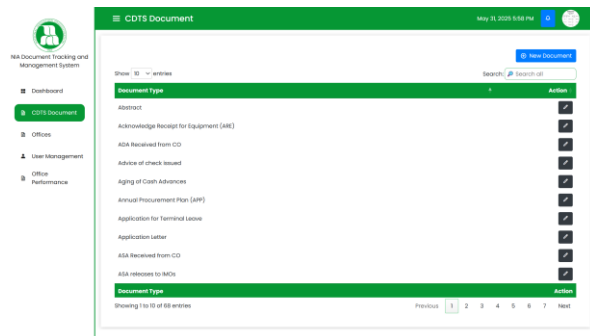 CDTS Document
May 31, 2025 5:58 PM
NIA Document Tracking and
Management System
Dashboard
CDTS Document
Offices
User Management
Office
Performance
New Document
Show 10 entries
Search: Search all
Document Type Action
Abstract
Acknowledge Receipt for Equipment (ARE)
ADA Received from CO
Advice of check issued
Aging of Cash Advances
Annual Procurement Plan (APP)
Application for Terminal Leave
Application Letter
ASA Received from CO
ASA releases to IMOs
Document Type Action
Showing 1 to 10 of 68 entries
Previous 1 2 3 4 5 6 7 Next